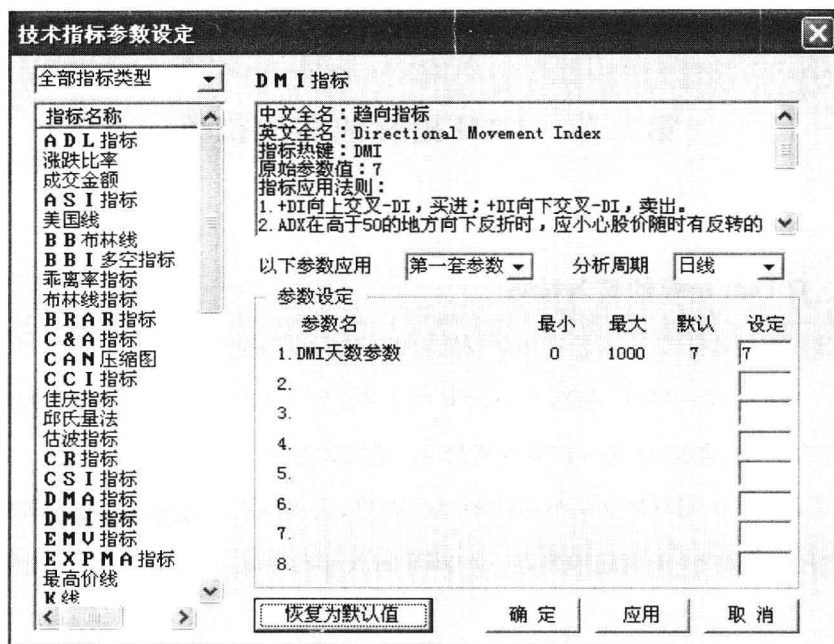 技术指标参数设定
全部指标类型
指标名称
ADL指标
涨跌比率
成交金额
ASI指标
美国线
BB布林线
BBI多空指标
乖离率指标
布林线指标
BRAR指标
C&A指标
CAN压缩图
CCI指标
佳庆指标
邱氏量法
估波指标
CR指标
CSI指标
DMA指标
DMI指标
EMV指标
EXPMA指标
最高价线
K线
DMI指标
中文全名：趋向指标
英文全名：Directional Movement Index
指标热键：DMI
原始参数值：7
指标应用法则：
1.+DI向上交叉-DI，买进；+DI向下交叉-DI，卖出。
2.ADX在高于50的地方向下反折时，应小心股价随时有反转的
以下参数应用 第一套参数 分析周期 日线
参数设定
参数名 最小 最大 默认 设定
1.DMI天数参数 0 1000 7 7
2.
3.
4.
5.
6.
7.
8.
恢复为默认值 确定 应用 取消